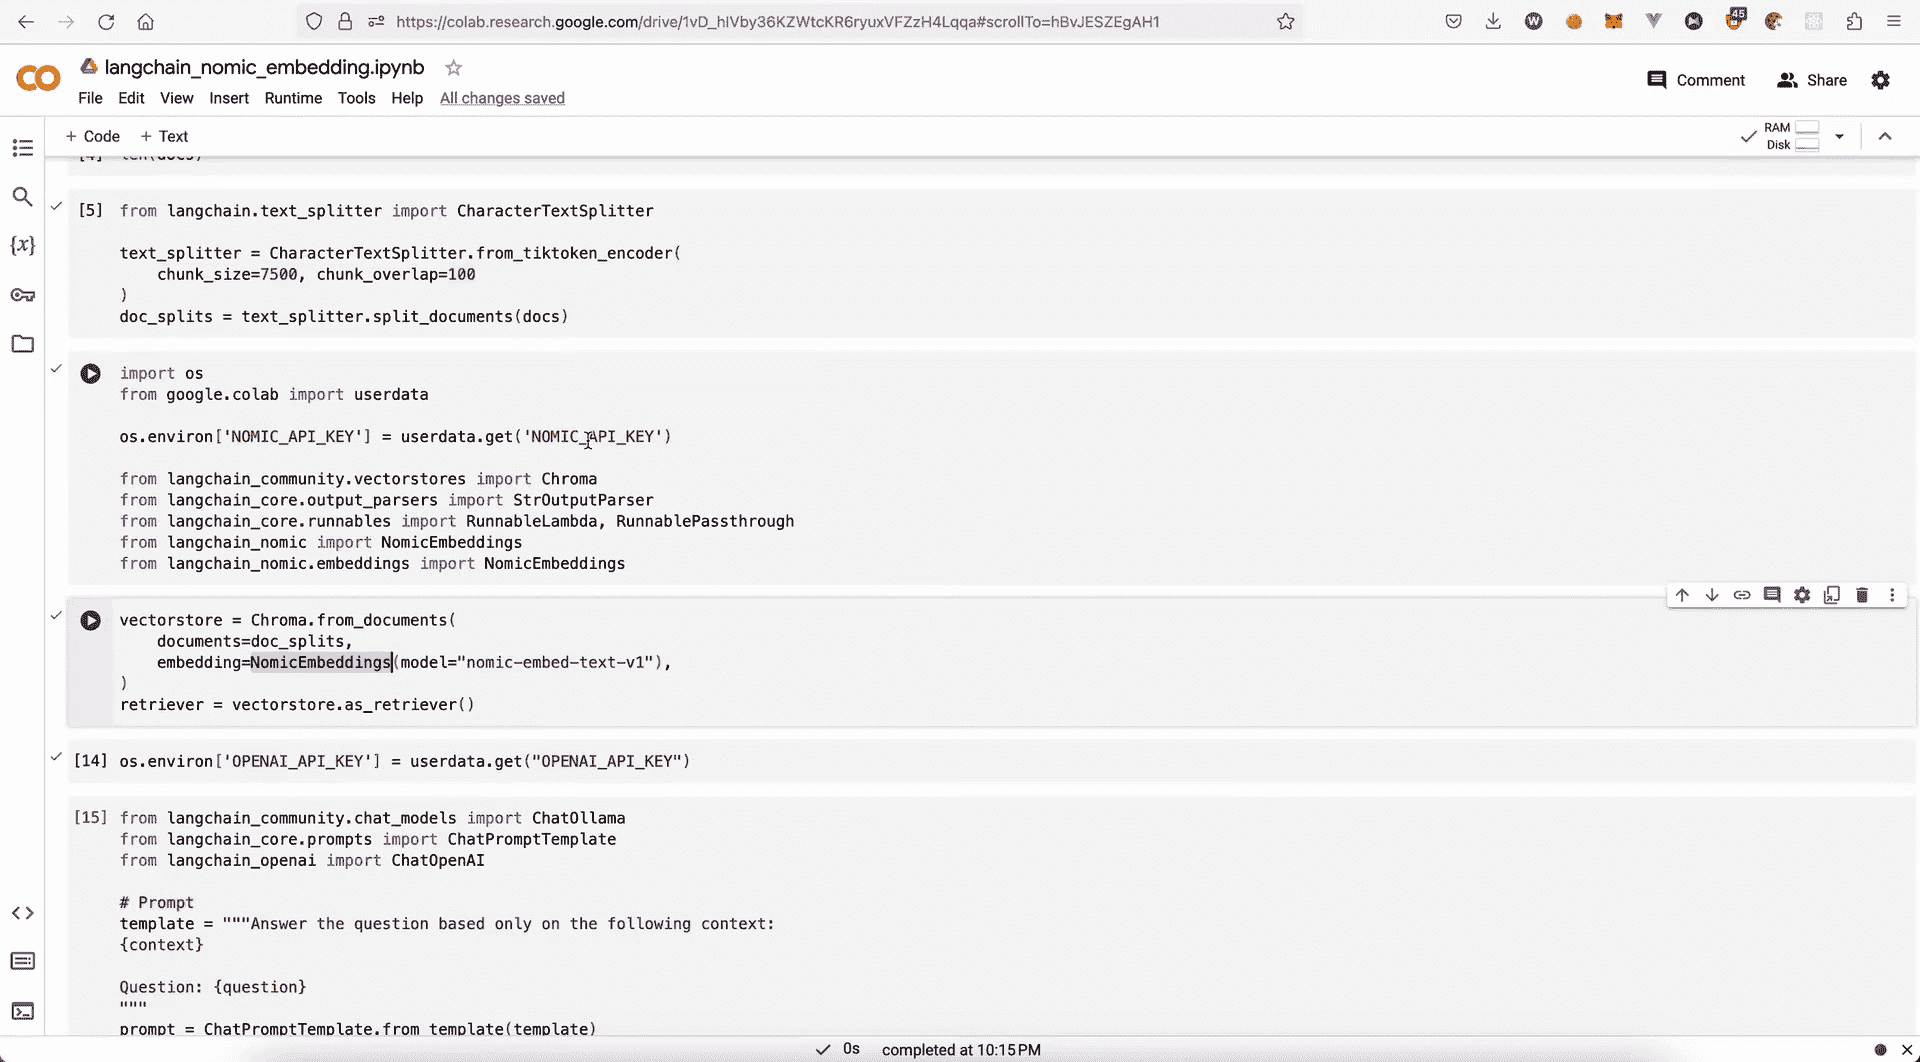 https://colab.research.google.com/drive/1vD_hlVby36KZWtcKR6ryuxVFZzH4Lqqa#scrollTo=hBvJESZEgAH1
45
CO
langchain_nomic_embedding.ipynb
Comment
Share
File Edit View Insert Runtime Tools Help All changes saved
+ Code + Text
RAM
Disk
[4] len(docs)
[5] from langchain.text_splitter import CharacterTextSplitter
text_splitter = CharacterTextSplitter.from_tiktoken_encoder(
chunk_size=7500, chunk_overlap=100
)
doc_splits = text_splitter.split_documents(docs)
import os
from google.colab import userdata
os.environ['NOMIC_API_KEY'] = userdata.get('NOMIC_API_KEY')
from langchain_community.vectorstores import Chroma
from langchain_core.output_parsers import StrOutputParser
from langchain_core.runnables import RunnableLambda, RunnablePassthrough
from langchain_nomic import NomicEmbeddings
from langchain_nomic.embeddings import NomicEmbeddings
vectorstore = Chroma.from_documents(
documents=doc_splits,
embedding=NomicEmbeddings(model="nomic-embed-text-v1"),
)
retriever = vectorstore.as_retriever()
[14] os.environ['OPENAI_API_KEY'] = userdata.get("OPENAI_API_KEY")
[15] from langchain_community.chat_models import ChatOllama
from langchain_core.prompts import ChatPromptTemplate
from langchain_openai import ChatOpenAI
# Prompt
template = """Answer the question based only on the following context:
{context}
Question: {question}
"""
prompt = ChatPromptTemplate.from_template(template)
0s completed at 10:15 PM